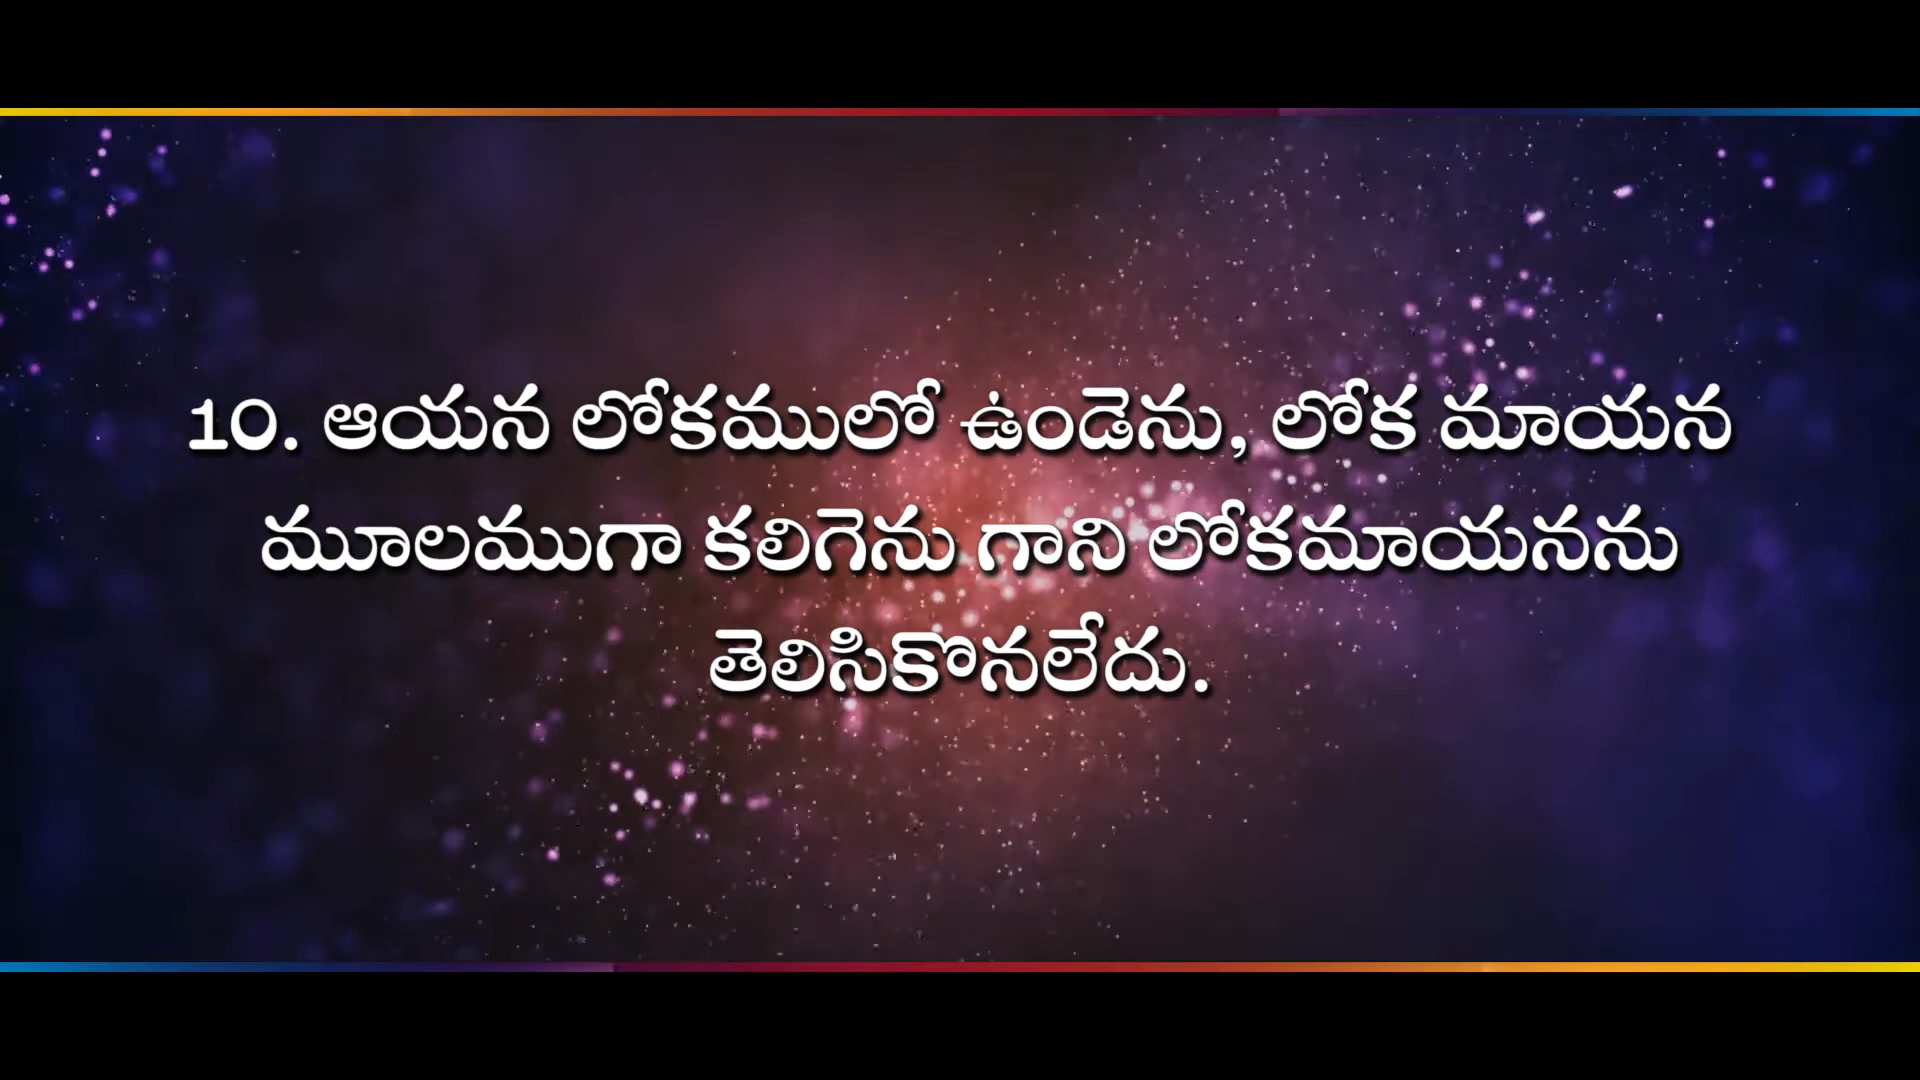 10. ఆయన లోకములో ఉండెను, లోక మాయన
మూలముగా కలిగెను గాని లోకమాయనను
తెలిసికొనలేదు.